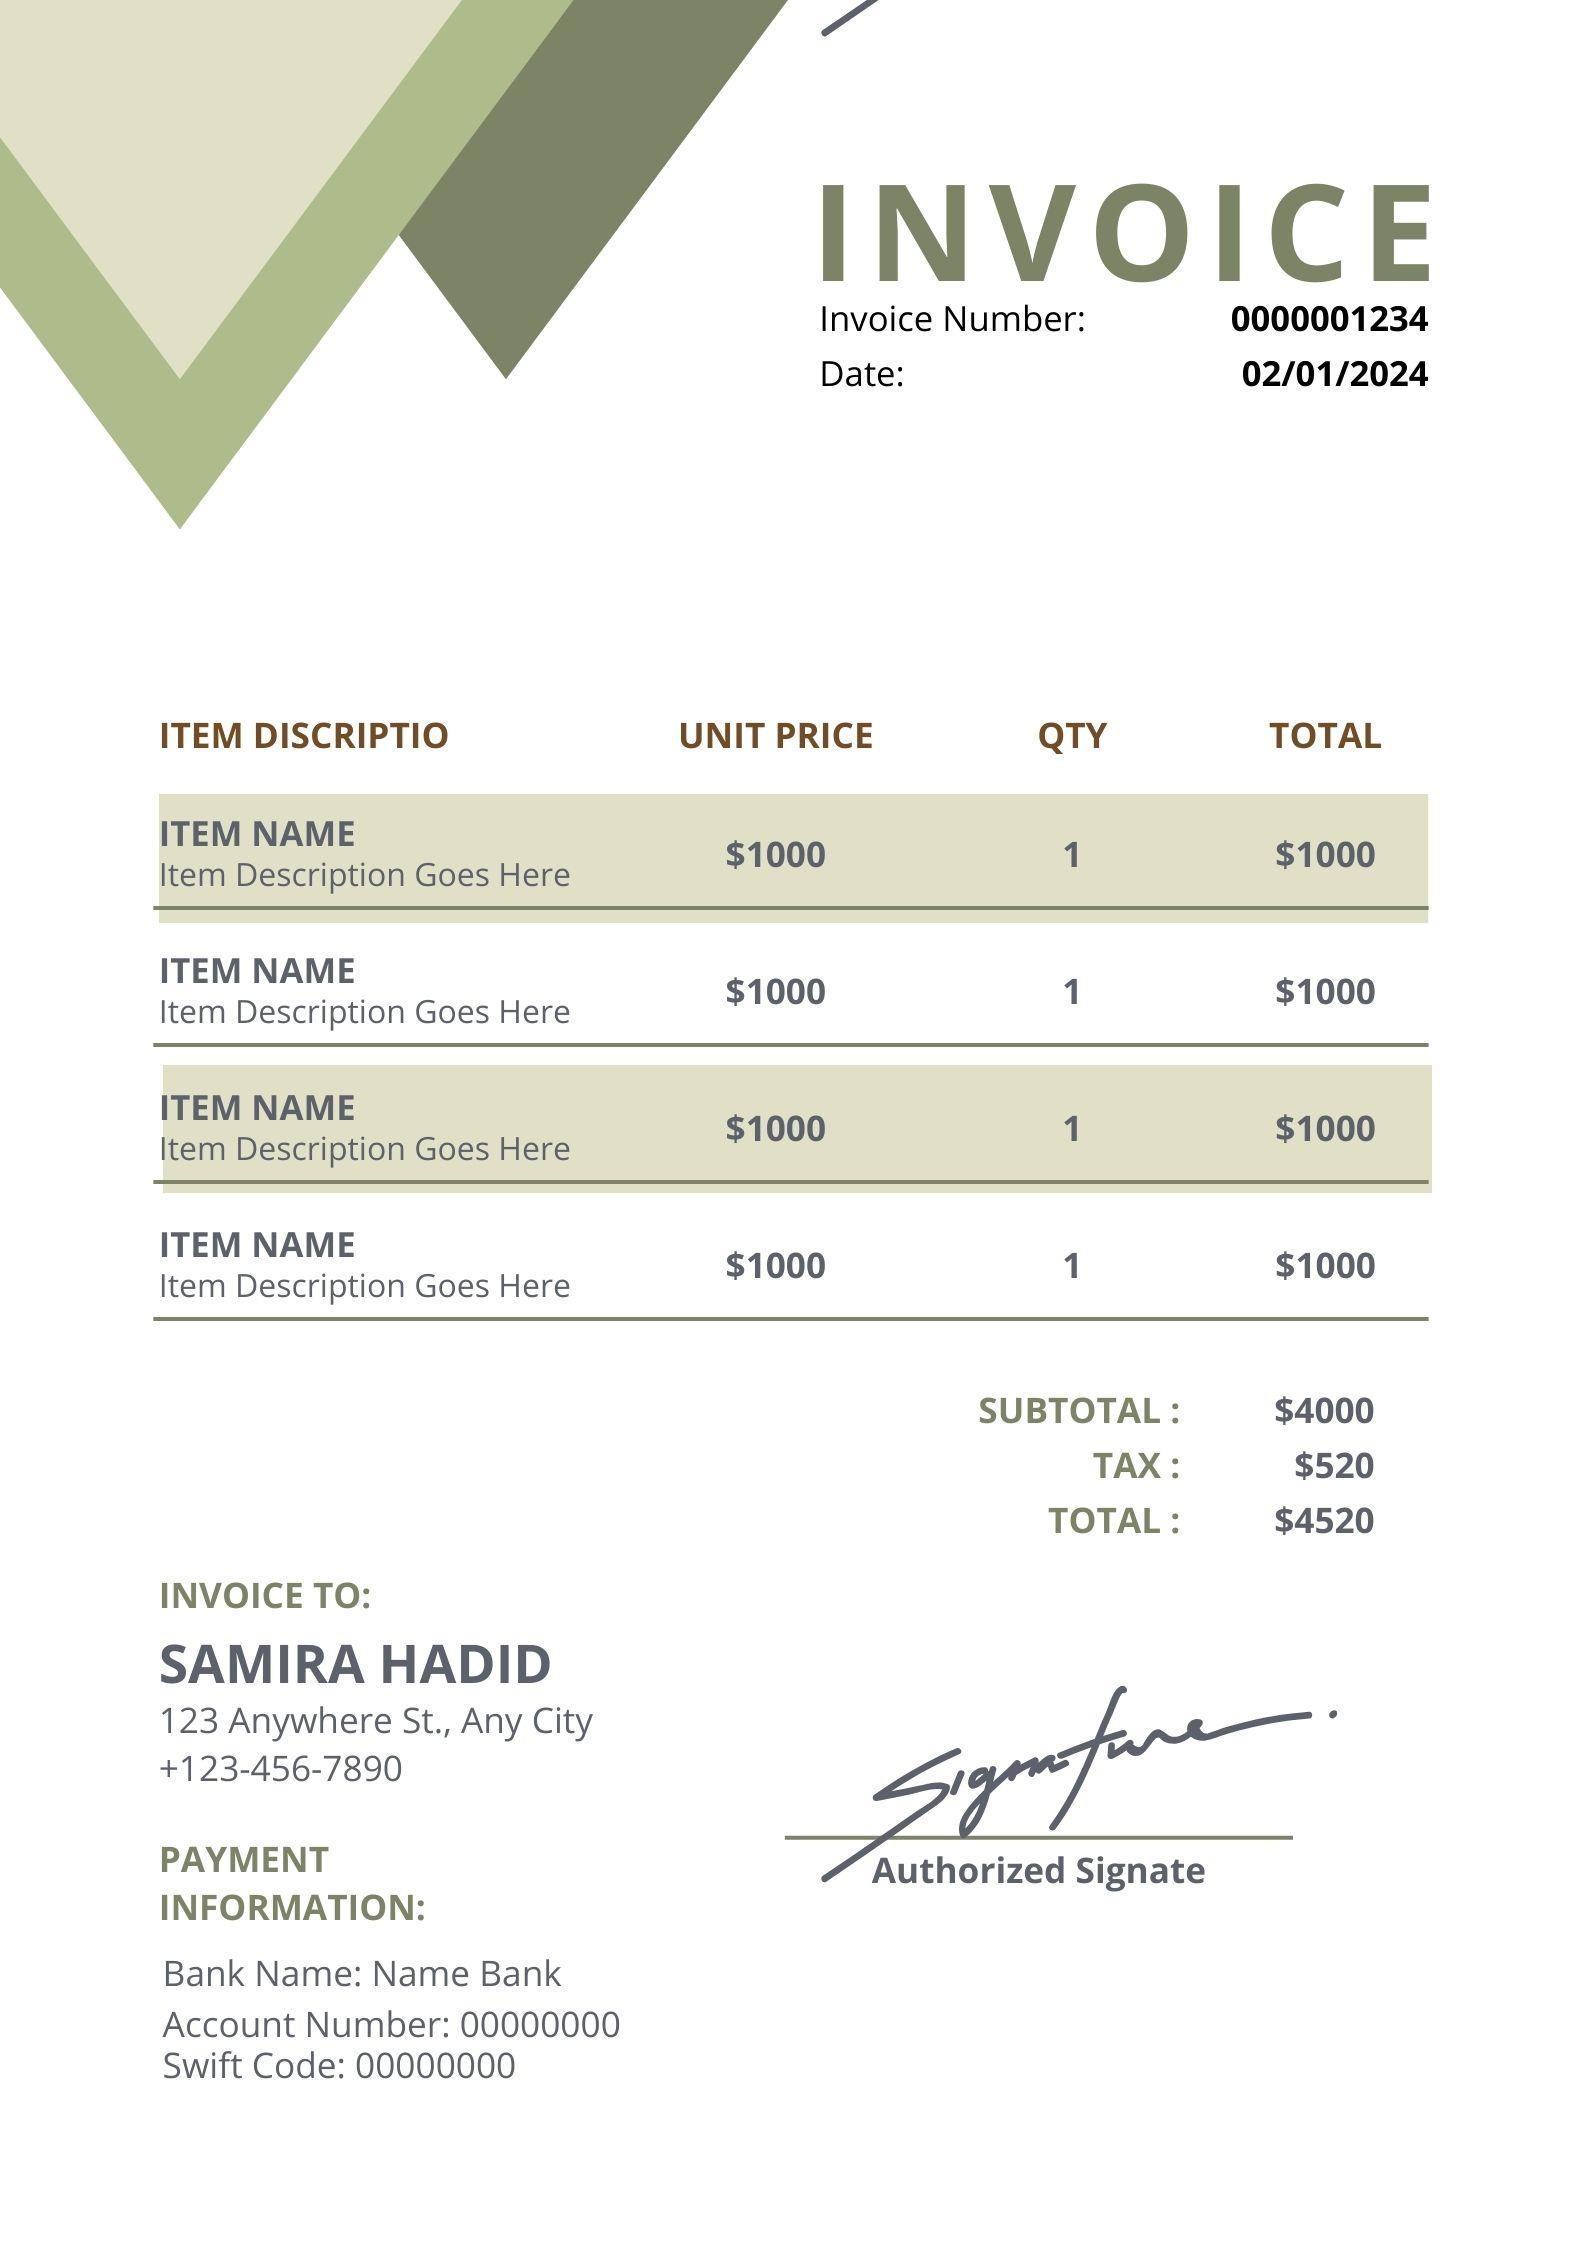 INVOICE
Invoice Number: 0000001234
Date: 02/01/2024
ITEM DISCRIPTIO UNIT PRICE QTY TOTAL
ITEM NAME
Item Description Goes Here $1000 1 $1000
ITEM NAME
Item Description Goes Here $1000 1 $1000
ITEM NAME
Item Description Goes Here $1000 1 $1000
ITEM NAME
Item Description Goes Here $1000 1 $1000
SUBTOTAL : $4000
TAX : $520
TOTAL : $4520
INVOICE TO:
SAMIRA HADID
123 Anywhere St., Any City
+123-456-7890
Signature
Authorized Signate
PAYMENT
INFORMATION:
Bank Name: Name Bank
Account Number: 00000000
Swift Code: 00000000